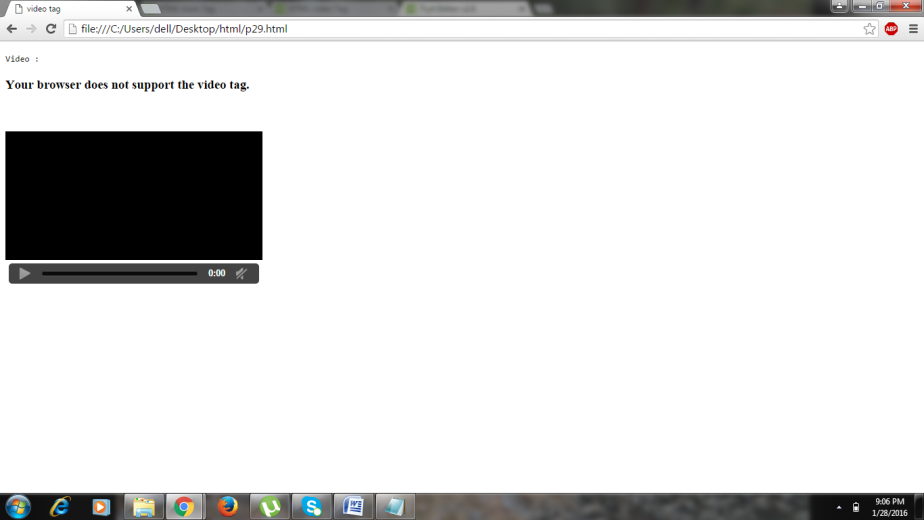 video tag
file:///C:/Users/dell/Desktop/html/p29.html
ABP
Video :
Your browser does not support the video tag.
0:00
9:06 PM
1/28/2016